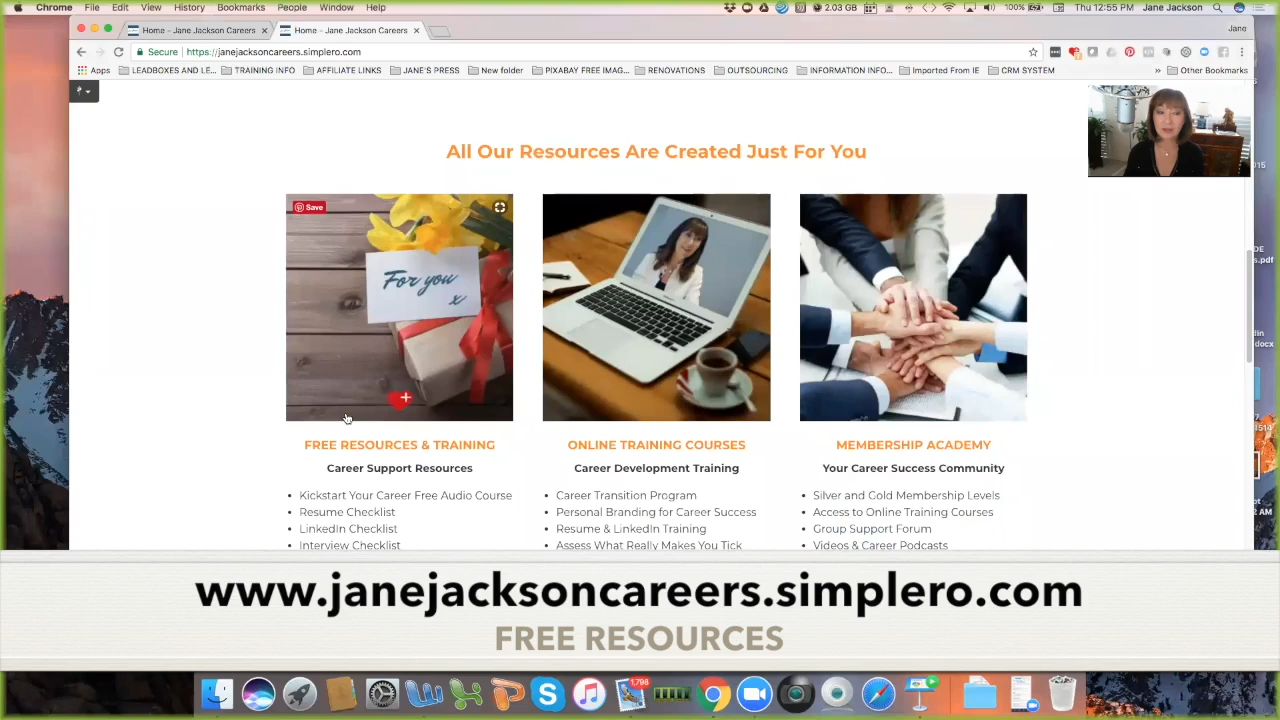 Chrome File Edit View History Bookmarks People Window Help
2.03 GB 100% Thu 12:55 PM Jane Jackson
Home – Jane Jackson Careers
Home – Jane Jackson Careers
Jane
Secure https://janejacksoncareers.simplero.com
Apps LEADBOXES AND LE... TRAINING INFO AFFILIATE LINKS JANE'S PRESS New folder PIXABAY FREE IMAG... RENOVATIONS OUTSOURCING INFORMATION INFO... Imported From IE CRM SYSTEM » Other Bookmarks
All Our Resources Are Created Just For You
Save
For you
x
FREE RESOURCES & TRAINING
Career Support Resources
• Kickstart Your Career Free Audio Course
• Resume Checklist
• LinkedIn Checklist
• Interview Checklist
ONLINE TRAINING COURSES
Career Development Training
• Career Transition Program
• Personal Branding for Career Success
• Resume & LinkedIn Training
• Assess What Really Makes You Tick
MEMBERSHIP ACADEMY
Your Career Success Community
• Silver and Gold Membership Levels
• Access to Online Training Courses
• Group Support Forum
• Videos & Career Podcasts
www.janejacksoncareers.simplero.com
FREE RESOURCES
1,798